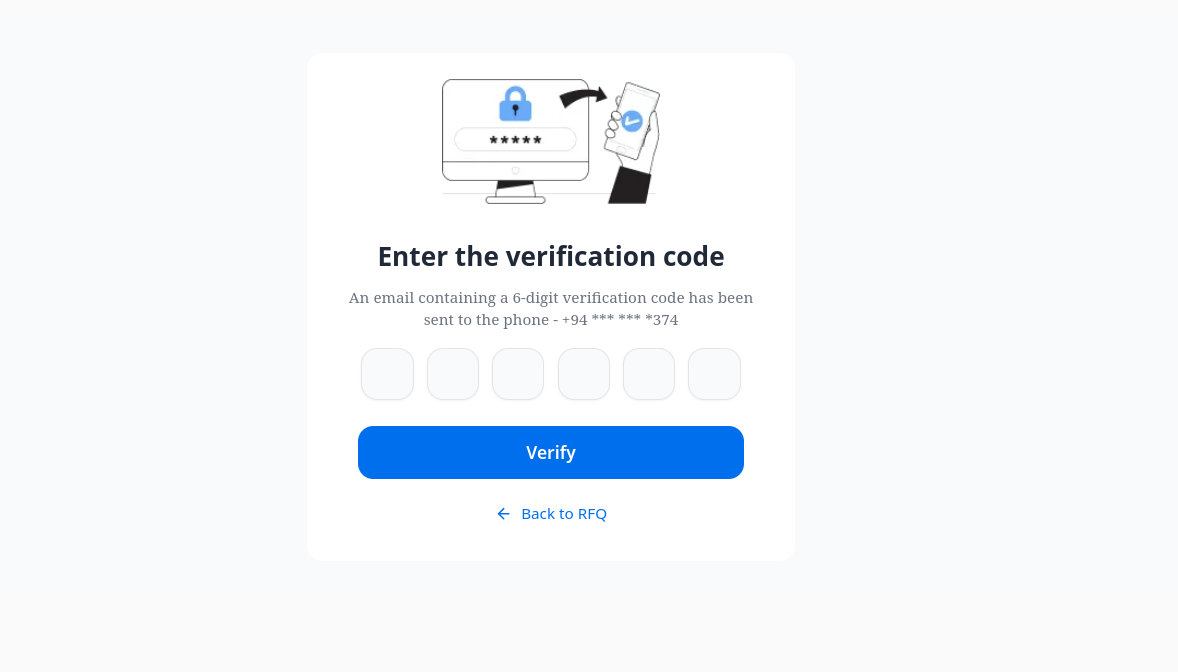 *****
Enter the verification code
An email containing a 6-digit verification code has been
sent to the phone - +94 *** *** *374
Verify
Back to RFQ